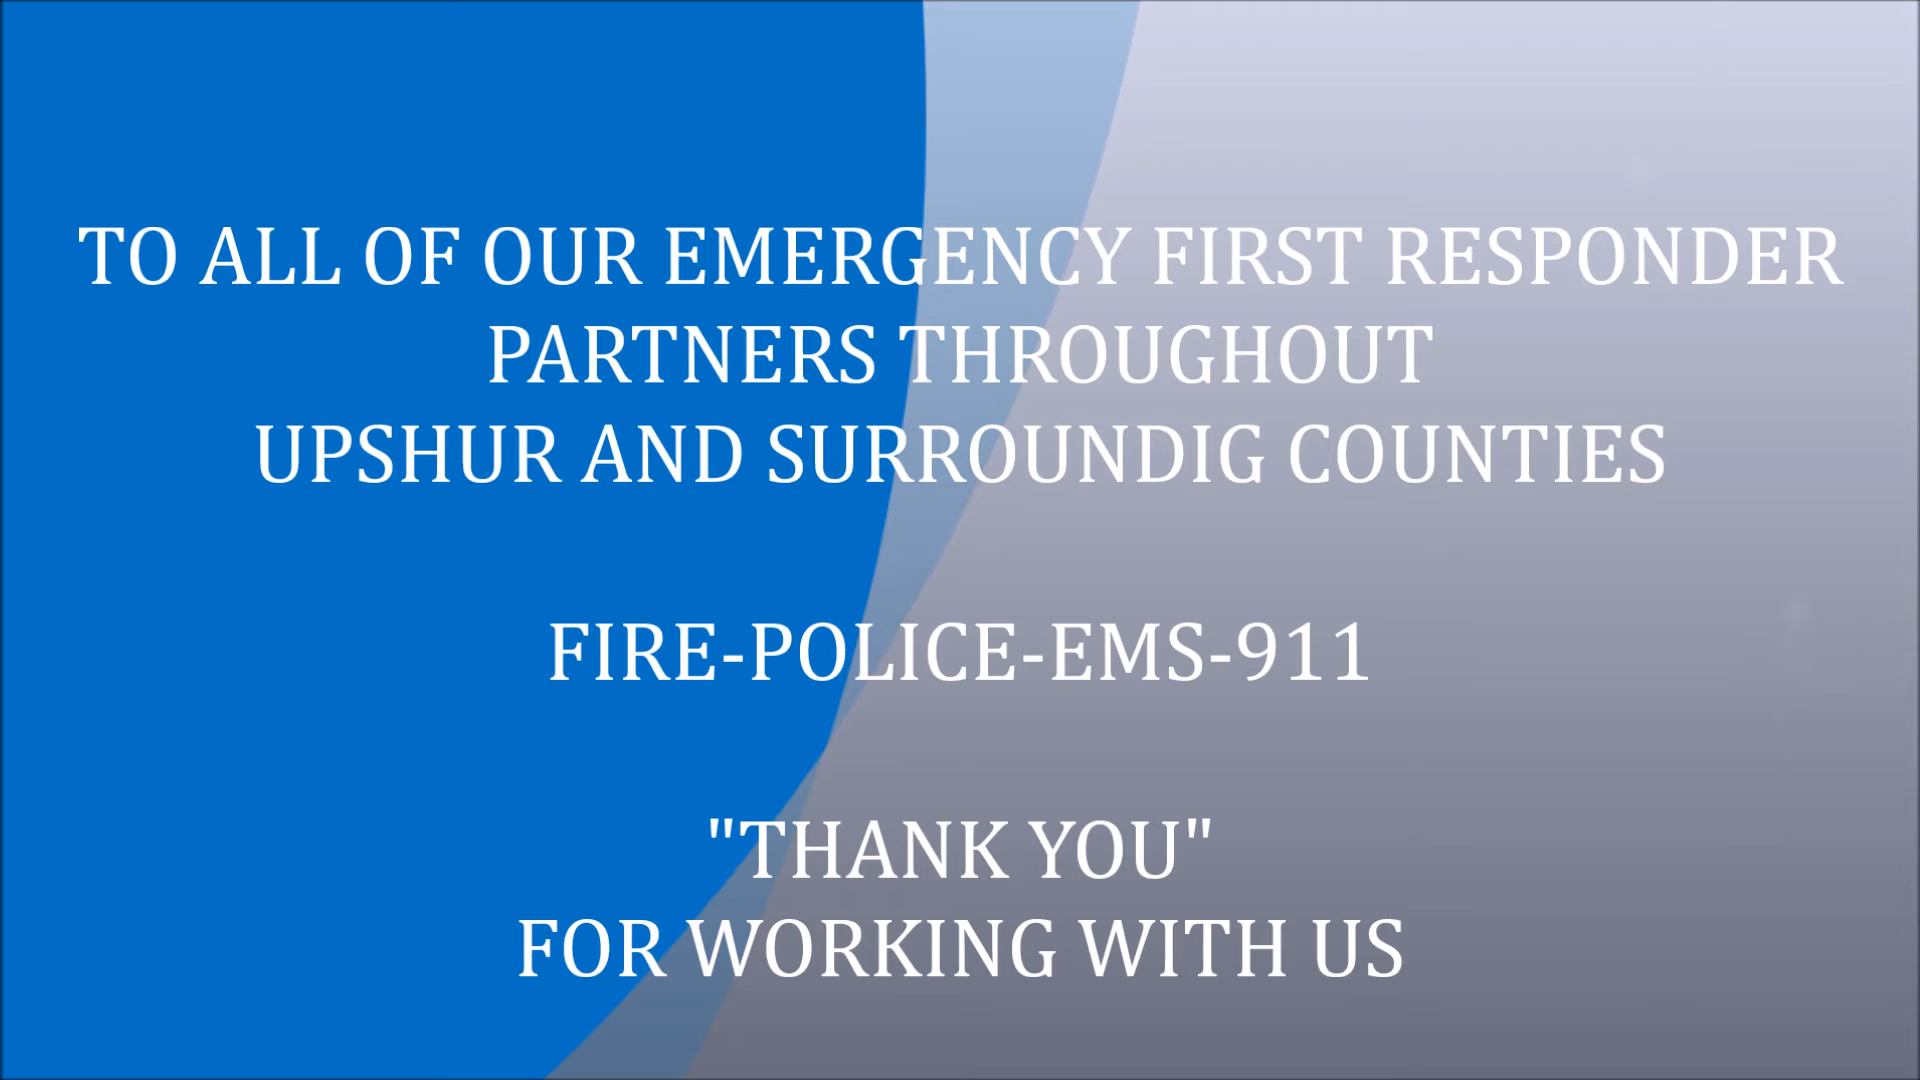 TO ALL OF OUR EMERGENCY FIRST RESPONDER
PARTNERS THROUGHOUT
UPSHUR AND SURROUNDIG COUNTIES
FIRE-POLICE-EMS-911
"THANK YOU"
FOR WORKING WITH US